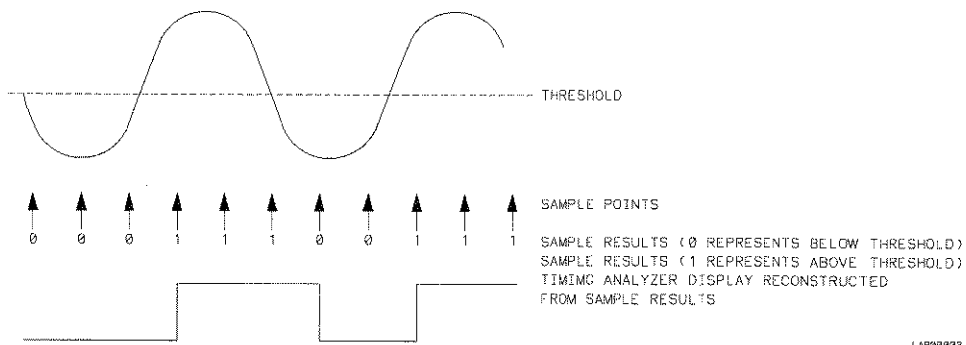 THRESHOLD
SAMPLE POINTS
0 0 0 1 1 1 0 0 1 1 1
SAMPLE RESULTS (0 REPRESENTS BELOW THRESHOLD)
SAMPLE RESULTS (1 REPRESENTS ABOVE THRESHOLD)
TIMIMG ANALYZER DISPLAY RECONSTRUCTED
FROM SAMPLE RESULTS